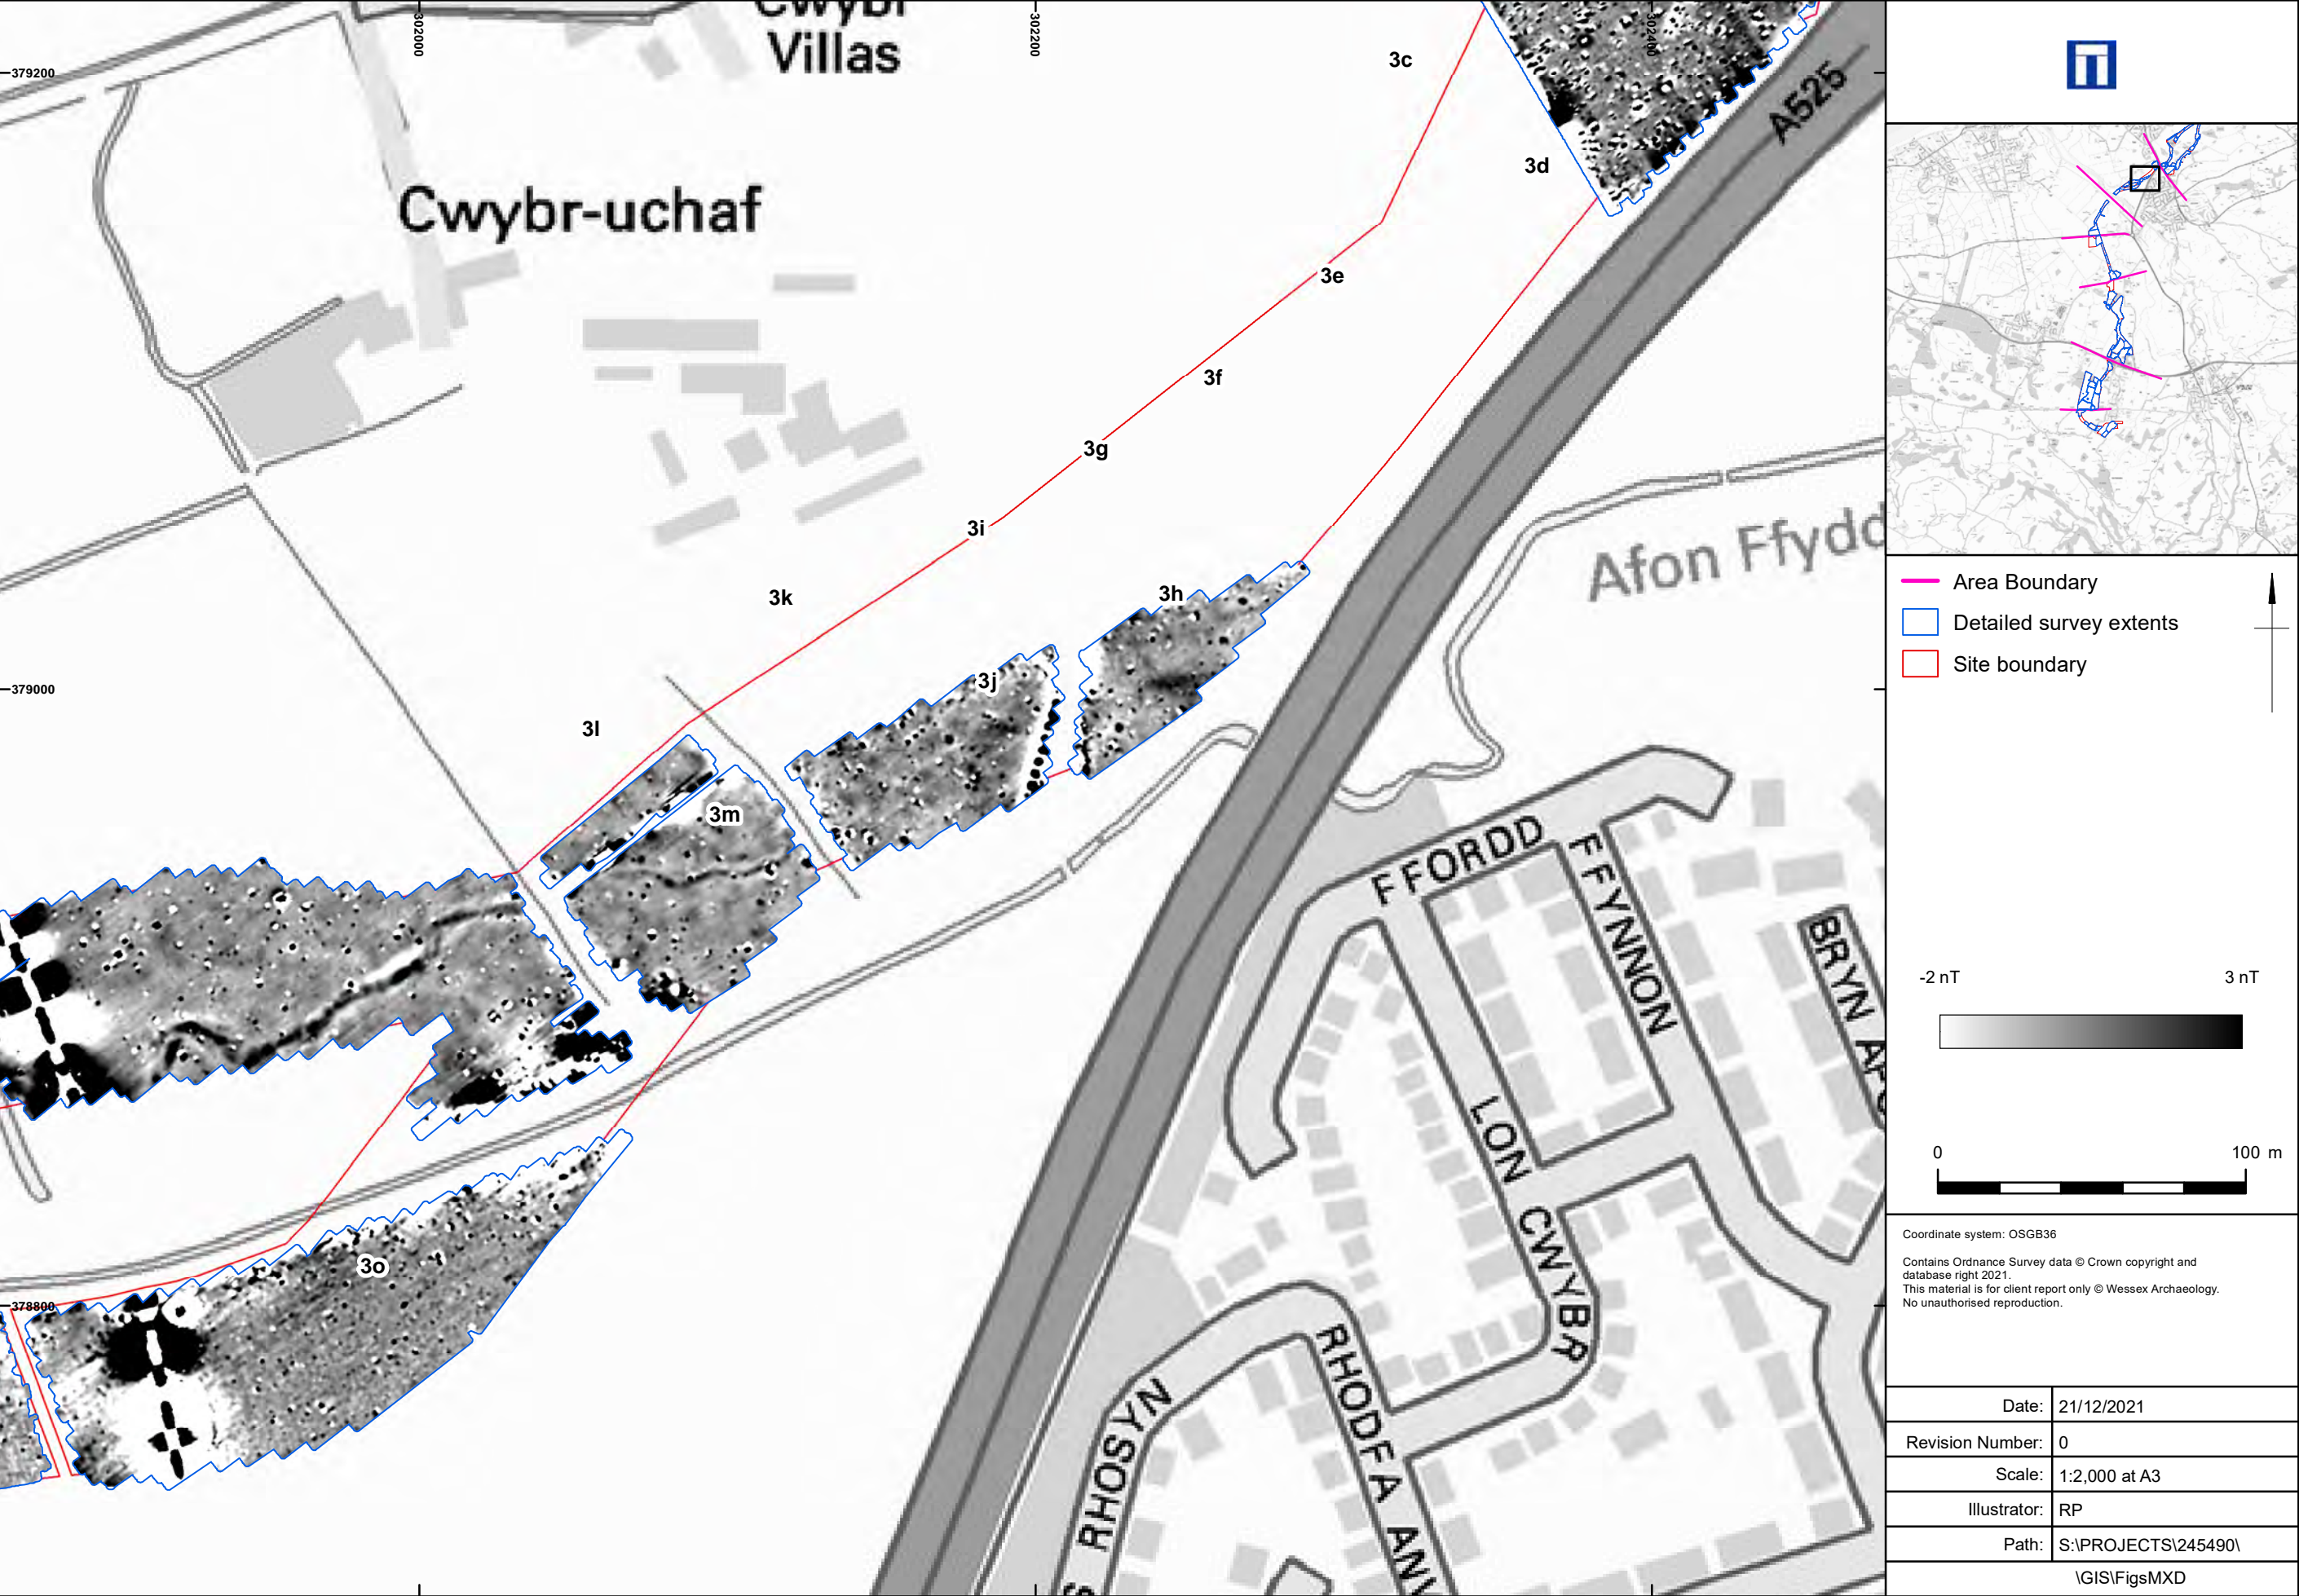 Cwybr
Villas
302000
302200
302400
379200
379000
378800
3c
3d
A525
Cwybr-uchaf
3e
3f
3g
3i
3k
3h
3j
3l
3m
3o
Afon Ffydd
FFORDD
FFYNNON
BRYN
LON CWYBR
RHOSYN
RHODFA ANW
Area Boundary
Detailed survey extents
Site boundary
-2 nT
3 nT
0
100 m
Coordinate system: OSGB36
Contains Ordnance Survey data © Crown copyright and
database right 2021.
This material is for client report only © Wessex Archaeology.
No unauthorised reproduction.
Date: 21/12/2021
Revision Number: 0
Scale: 1:2,000 at A3
Illustrator: RP
Path: S:\PROJECTS\245490\
\GIS\FigsMXD